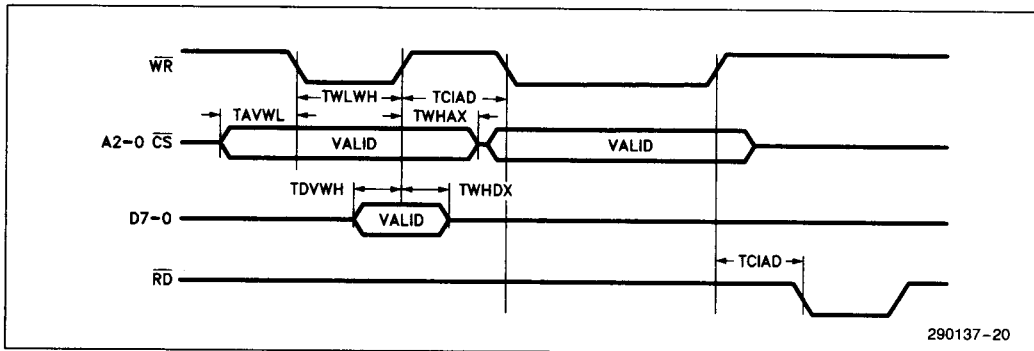 WR
TWLWH TCIAD
TAVWL TWHAX
A2-0 CS VALID VALID
TDVWH TWHDX
D7-0 VALID
TCIAD
RD
290137-20